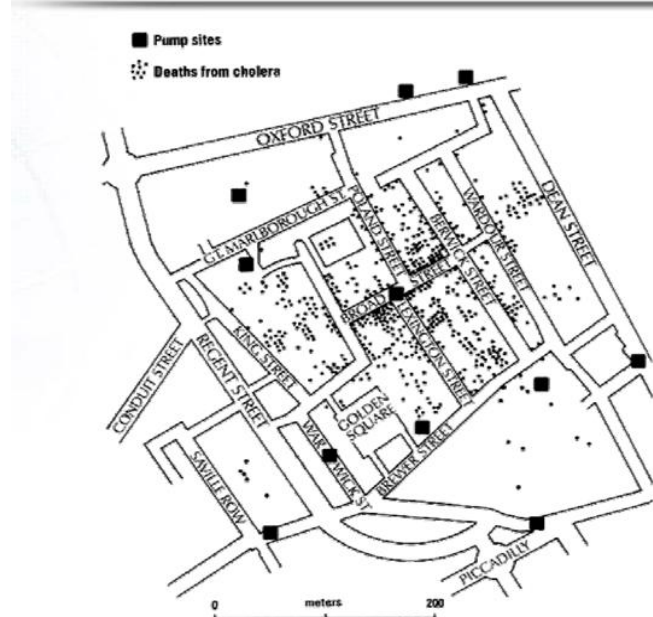 Pump sites
Deaths from cholera
OXFORD STREET
GT.MARLBOROUGH ST.
POLAND STREET
BERWICK STREET
WARDOUR STREET
DEAN STREET
BROAD STREET
LEXINGTON STREET
KING STREET
REGENT STREET
CONDUIT STREET
GOLDEN
SQUARE
WARWICK ST
BREWER STREET
SAVILLE ROW
PICCADILLY
0 meters 200